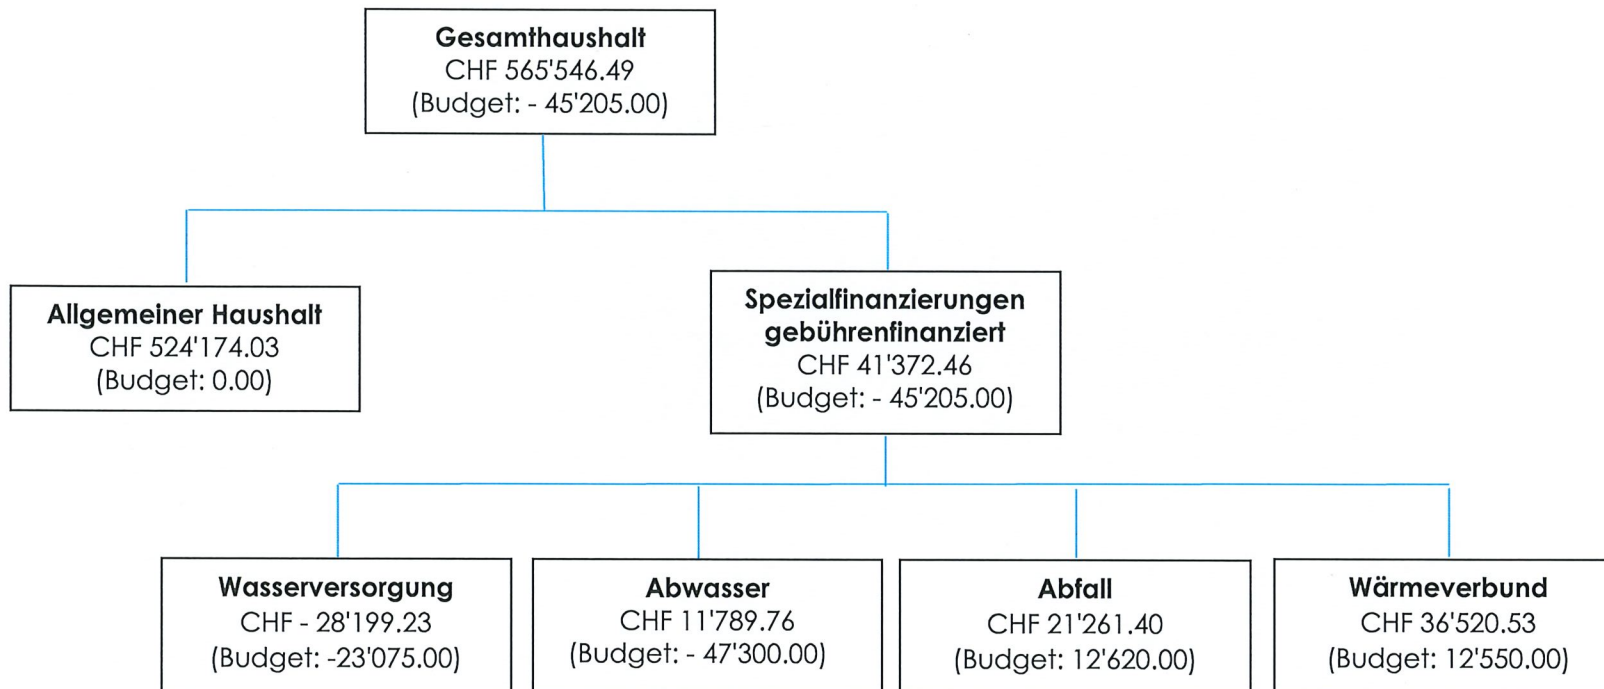 Gesamthaushalt
CHF 565'546.49
(Budget: - 45'205.00)
Allgemeiner Haushalt
CHF 524'174.03
(Budget: 0.00)
Spezialfinanzierungen
gebührenfinanziert
CHF 41'372.46
(Budget: - 45'205.00)
Wasserversorgung
CHF - 28'199.23
(Budget: -23'075.00)
Abwasser
CHF 11'789.76
(Budget: - 47'300.00)
Abfall
CHF 21'261.40
(Budget: 12'620.00)
Wärmeverbund
CHF 36'520.53
(Budget: 12'550.00)